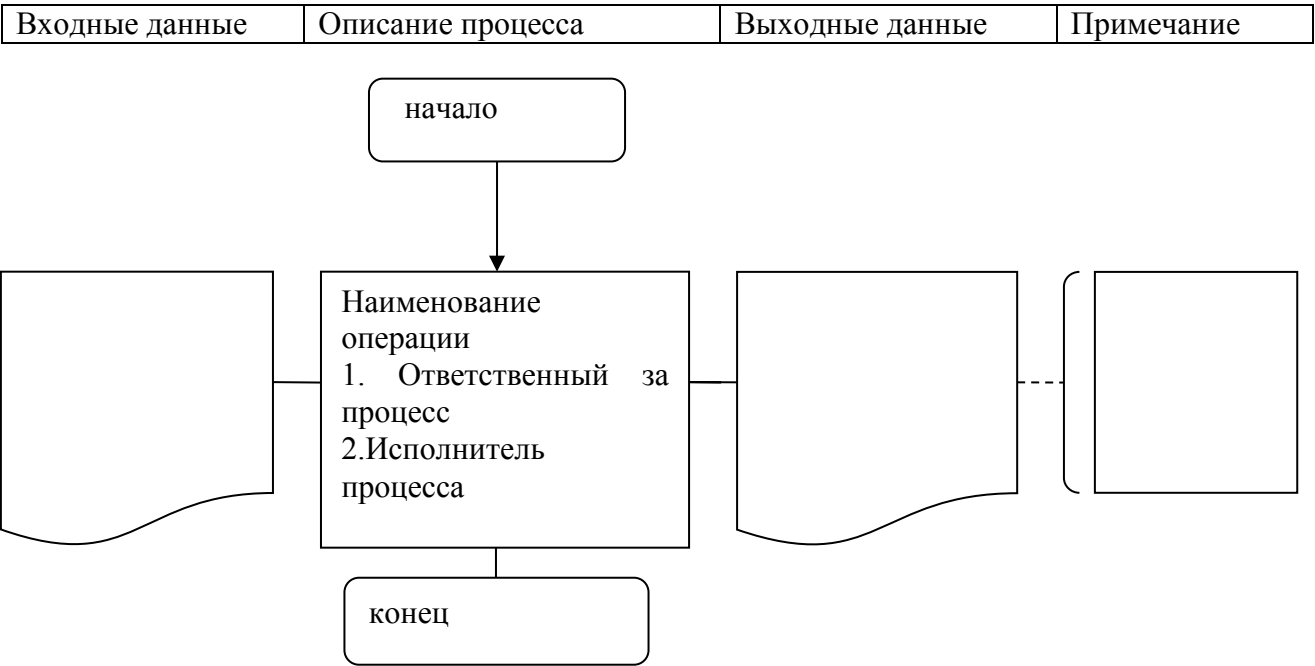 Входные данные Описание процесса Выходные данные Примечание
начало
Наименование
операции
1. Ответственный за
процесс
2.Исполнитель
процесса
конец